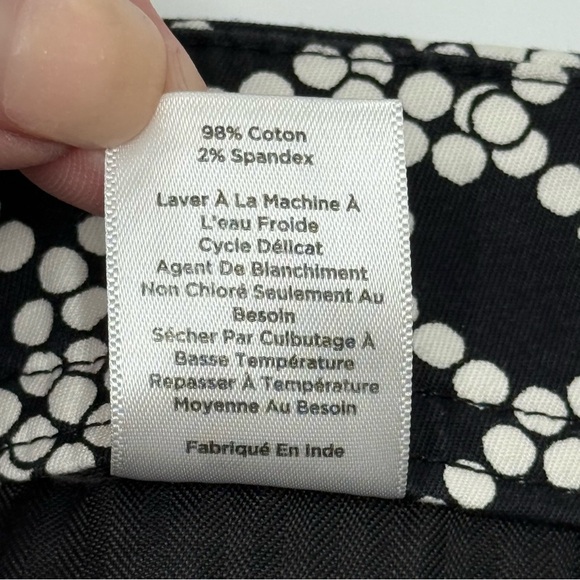 98% Coton
2% Spandex
Laver À La Machine À
L'eau Froide
Cycle Délicat
Agent De Blanchiment
Non Chloré Seulement Au
Besoin
Sécher Par Culbutage À
Basse Température
Repasser À Température
Moyenne Au Besoin
Fabriqué En Inde